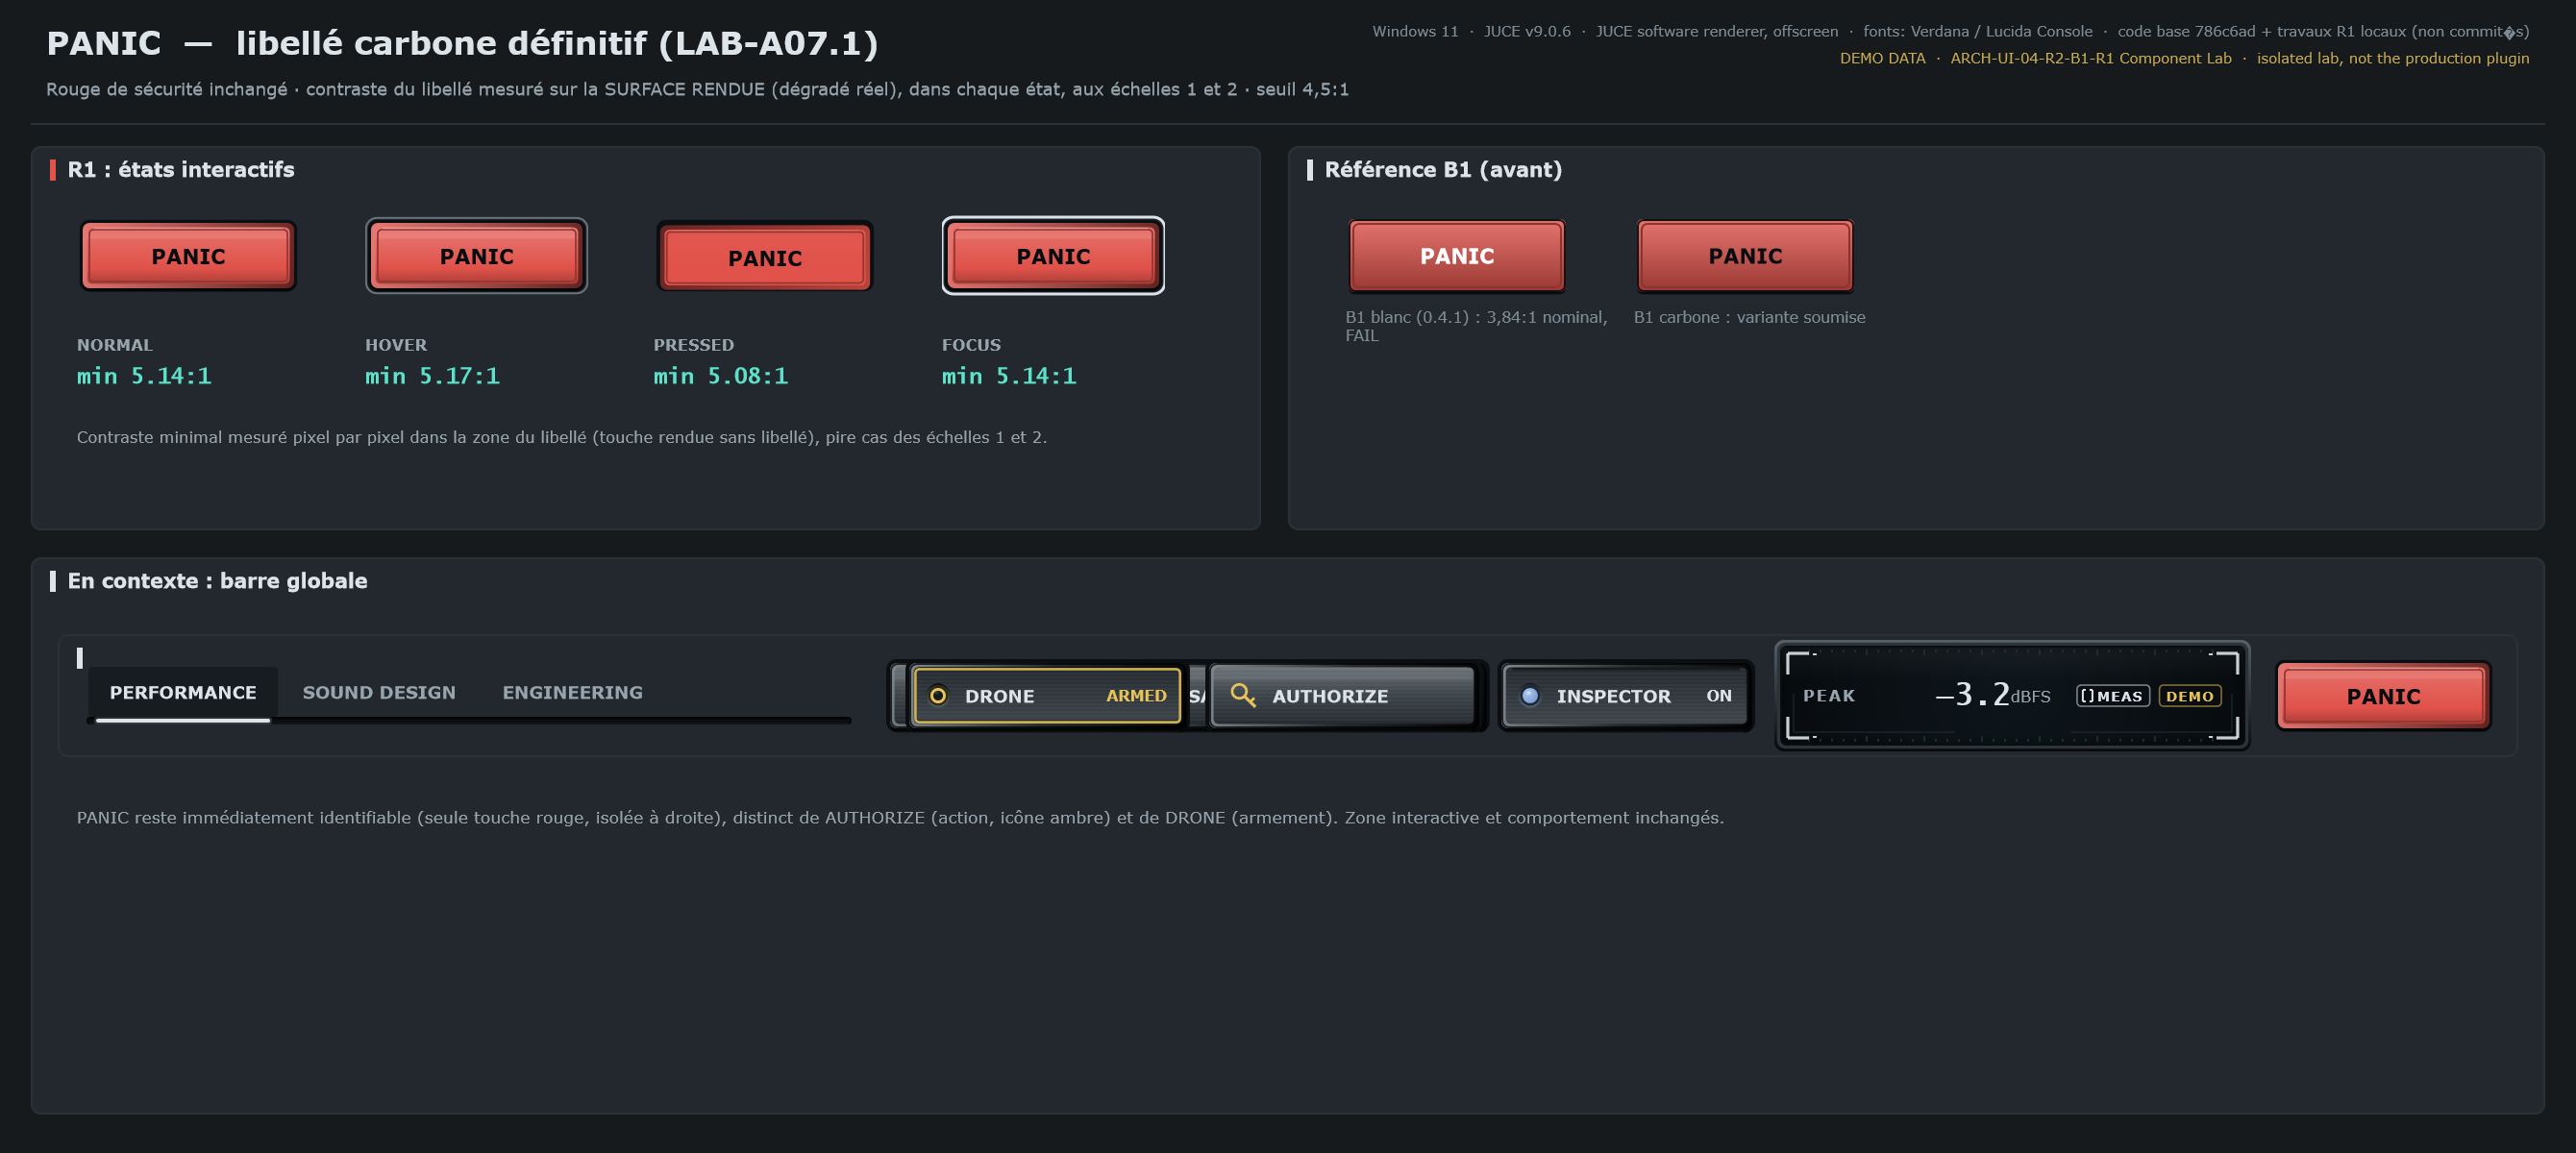 PANIC — libellé carbone définitif (LAB-A07.1)
Windows 11 · JUCE v9.0.6 · JUCE software renderer, offscreen · fonts: Verdana / Lucida Console · code base 786c6ad + travaux R1 locaux (non commit�s)
DEMO DATA · ARCH-UI-04-R2-B1-R1 Component Lab · isolated lab, not the production plugin
Rouge de sécurité inchangé · contraste du libellé mesuré sur la SURFACE RENDUE (dégradé réel), dans chaque état, aux échelles 1 et 2 · seuil 4,5:1
R1 : états interactifs
PANIC PANIC PANIC PANIC
NORMAL HOVER PRESSED FOCUS
min 5.14:1 min 5.17:1 min 5.08:1 min 5.14:1
Contraste minimal mesuré pixel par pixel dans la zone du libellé (touche rendue sans libellé), pire cas des échelles 1 et 2.
Référence B1 (avant)
PANIC PANIC
B1 blanc (0.4.1) : 3,84:1 nominal,
FAIL
B1 carbone : variante soumise
En contexte : barre globale
PERFORMANCE SOUND DESIGN ENGINEERING DRONE ARMED SA AUTHORIZE INSPECTOR ON PEAK −3.2dBFS [] MEAS DEMO PANIC
PANIC reste immédiatement identifiable (seule touche rouge, isolée à droite), distinct de AUTHORIZE (action, icône ambre) et de DRONE (armement). Zone interactive et comportement inchangés.